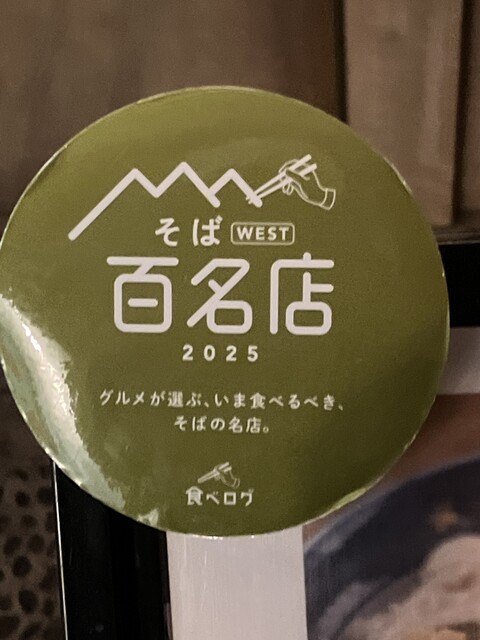 そば WEST
百名店
2025
グルメが選ぶ、いま食べるべき、
そばの名店。
食べログ